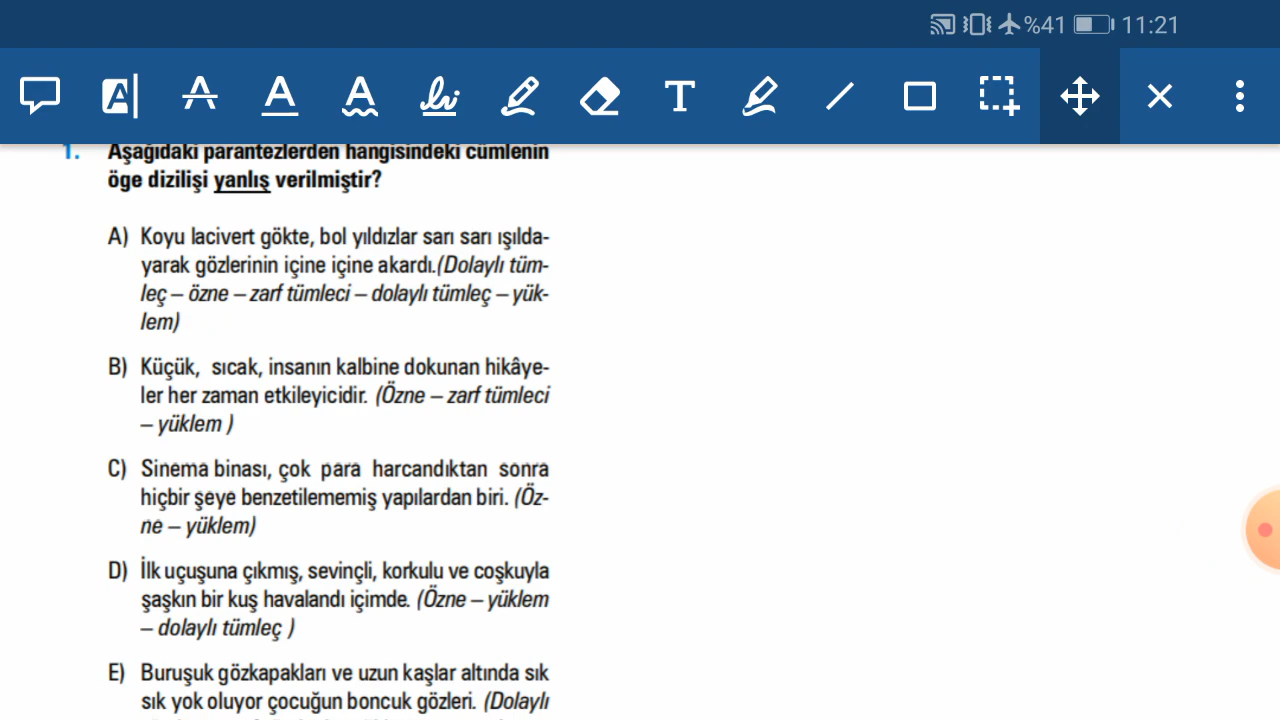 %41 11:21
1. Aşağıdaki parantezlerden hangisindeki cümlenin
öge dizilişi yanlış verilmiştir?
A) Koyu lacivert gökte, bol yıldızlar sarı sarı ışılda-
yarak gözlerinin içine içine akardı.(Dolaylı tüm-
leç – özne – zarf tümleci – dolaylı tümleç – yük-
lem)
B) Küçük, sıcak, insanın kalbine dokunan hikâye-
ler her zaman etkileyicidir. (Özne – zarf tümleci
– yüklem )
C) Sinema binası, çok para harcandıktan sonra
hiçbir şeye benzetilememiş yapılardan biri. (Öz-
ne – yüklem)
D) İlk uçuşuna çıkmış, sevinçli, korkulu ve coşkuyla
şaşkın bir kuş havalandı içimde. (Özne – yüklem
– dolaylı tümleç )
E) Buruşuk gözkapakları ve uzun kaşlar altında sık
sık yok oluyor çocuğun boncuk gözleri. (Dolaylı